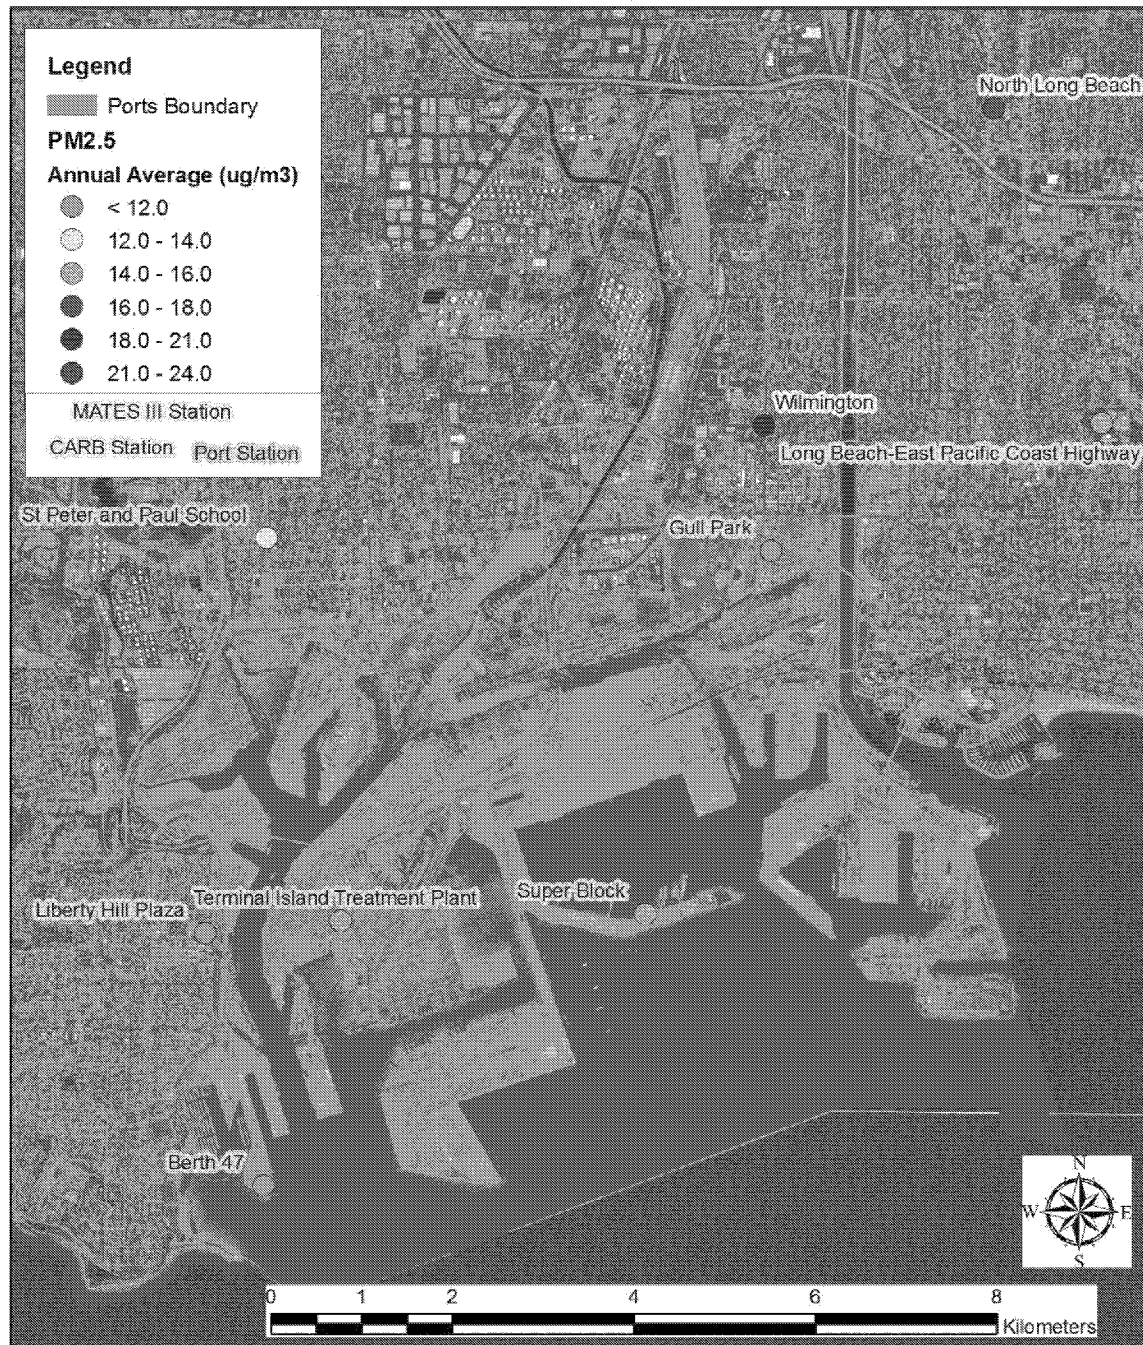 Legend
Ports Boundary
PM2.5
Annual Average (ug/m3)
< 12.0
12.0 - 14.0
14.0 - 16.0
16.0 - 18.0
18.0 - 21.0
21.0 - 24.0
MATES III Station
CARB Station Port Station
North Long Beach
Wilmington
Long Beach-East Pacific Coast Highway
St Peter and Paul School
Gull Park
Terminal Island Treatment Plant
Super Block
Liberty Hill Plaza
Berth 47
N
W E
S
0 1 2 4 6 8
Kilometers